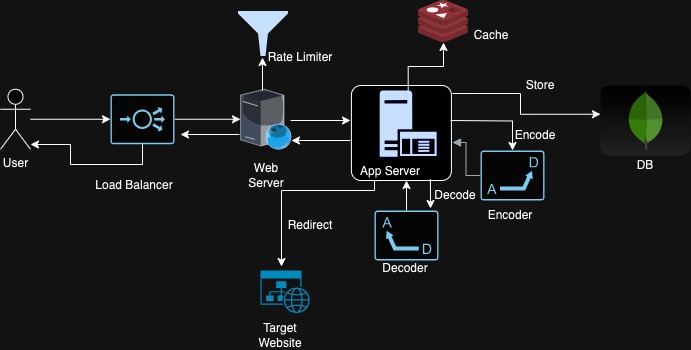 Cache
Rate Limiter
Store
Encode
User
Load Balancer
Web
Server
App Server
DB
D
A
Encoder
Decode
A
D
Decoder
Redirect
Target
Website